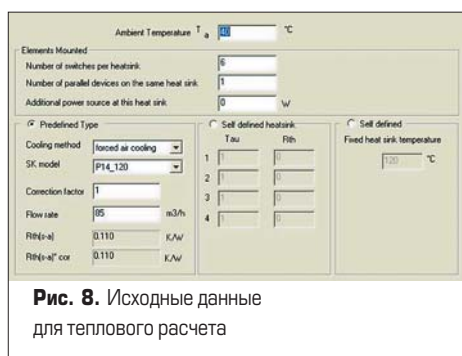 Ambient Temperature T a 40 °C
Elements Mounted
Number of switches per heatsink 6
Number of parallel devices on the same heat sink 1
Additional power source at this heat sink 0 W
Predefined Type
Cooling method forced air cooling
SK model P14_120
Correction factor 1
Flow rate 85 m3/h
Rth(s-a) 0.110 K/W
Rth(s-a)* cor 0.110 K/W
Self defined heatsink
Tau Rth
1 1 0
2 1 0
3 1 0
4 1 0
Self defined
Fixed heat sink temperature
120 °C
Рис. 8. Исходные данные
для теплового расчета